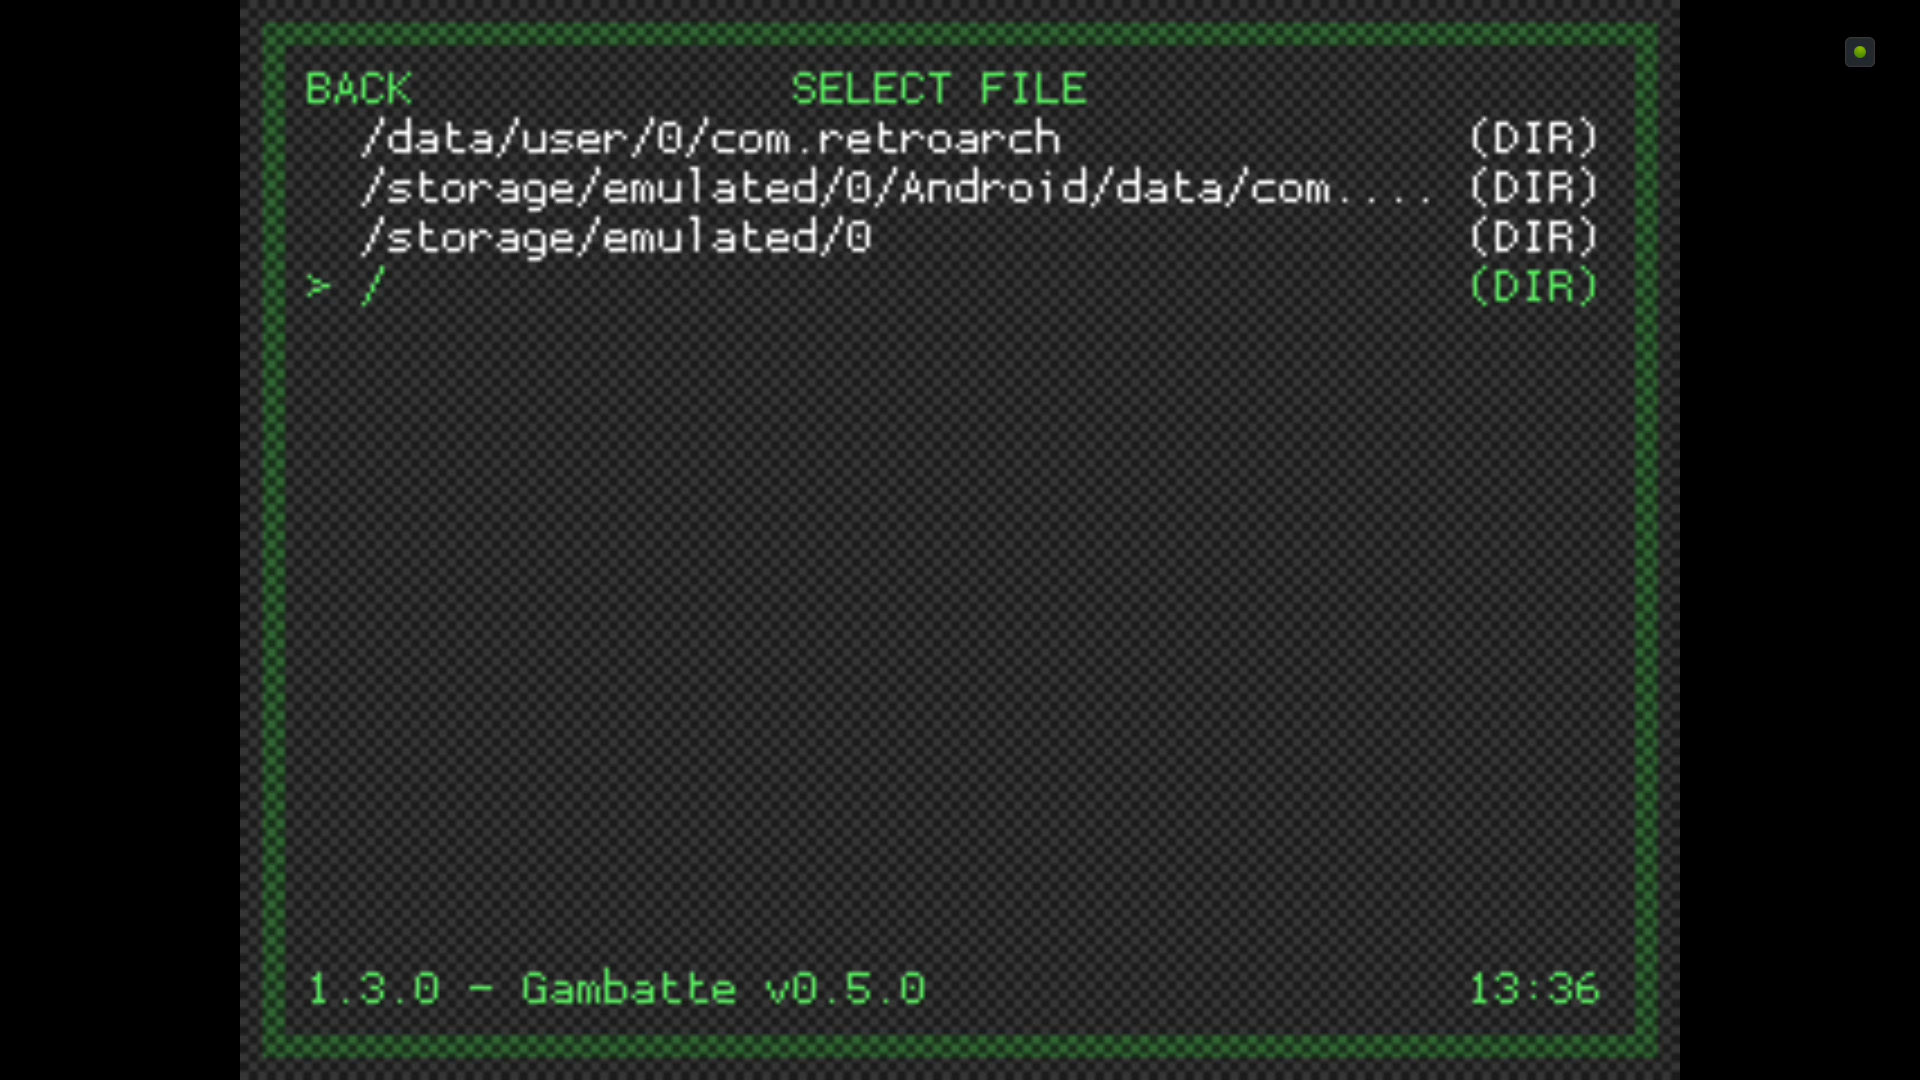 BACK SELECT FILE
/data/user/0/com.retroarch (DIR)
/storage/emulated/0/Android/data/com.... (DIR)
/storage/emulated/0 (DIR)
> / (DIR)
1.3.0 - Gambatte v0.5.0 13:36